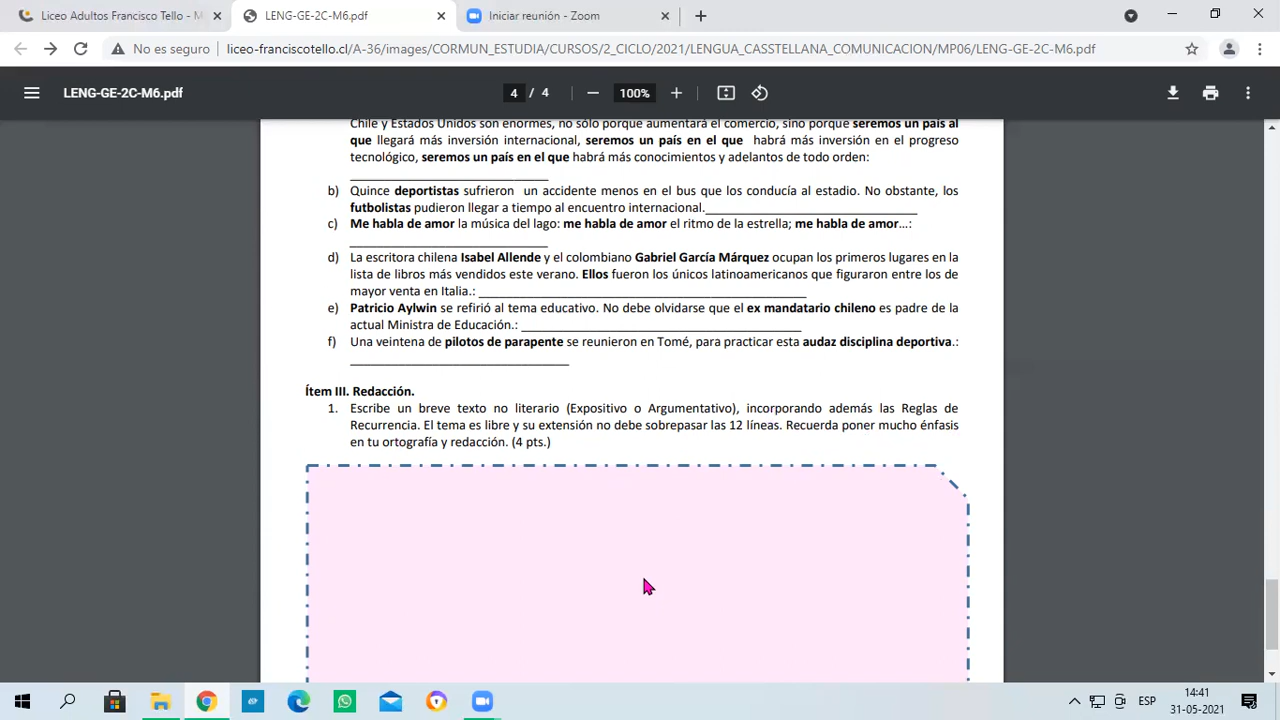 Liceo Adultos Francisco Tello - M
LENG-GE-2C-M6.pdf
Iniciar reunión - Zoom
No es seguro
liceo-franciscotello.cl/A-36/images/CORMUN_ESTUDIA/CURSOS/2_CICLO/2021/LENGUA_CASSTELLANA_COMUNICACION/MP06/LENG-GE-2C-M6.pdf
LENG-GE-2C-M6.pdf
4 / 4
100%
Chile y Estados Unidos son enormes, no sólo porque aumentará el comercio, sino porque seremos un país al
que llegará más inversión internacional, seremos un país en el que habrá más inversión en el progreso
tecnológico, seremos un país en el que habrá más conocimientos y adelantos de todo orden:
b) Quince deportistas sufrieron un accidente menos en el bus que los conducía al estadio. No obstante, los
futbolistas pudieron llegar a tiempo al encuentro internacional.
c) Me habla de amor la música del lago: me habla de amor el ritmo de la estrella; me habla de amor...:
d) La escritora chilena Isabel Allende y el colombiano Gabriel García Márquez ocupan los primeros lugares en la
lista de libros más vendidos este verano. Ellos fueron los únicos latinoamericanos que figuraron entre los de
mayor venta en Italia.:
e) Patricio Aylwin se refirió al tema educativo. No debe olvidarse que el ex mandatario chileno es padre de la
actual Ministra de Educación.:
f) Una veintena de pilotos de parapente se reunieron en Tomé, para practicar esta audaz disciplina deportiva.:
Ítem III. Redacción.
1. Escribe un breve texto no literario (Expositivo o Argumentativo), incorporando además las Reglas de
Recurrencia. El tema es libre y su extensión no debe sobrepasar las 12 líneas. Recuerda poner mucho énfasis
en tu ortografía y redacción. (4 pts.)
ESP
14:41
31-05-2021